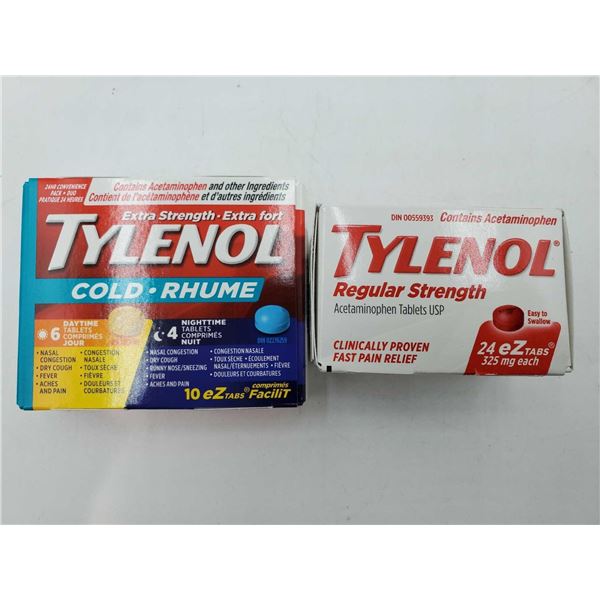 24HR CONVENIENCE
PACK • DUO
PRATIQUE 24 HEURES
Contains Acetaminophen and other Ingredients
Contient de l'acétaminophène et d'autres ingrédients
Extra Strength • Extra fort
TYLENOL
COLD • RHUME
6 DAYTIME
TABLETS
COMPRIMÉS
JOUR
4 NIGHTTIME
TABLETS
COMPRIMÉS
NUIT
• NASAL
CONGESTION
• DRY COUGH
• FEVER
• ACHES
AND PAIN
• CONGESTION
NASALE
• TOUX SÈCHE
• FIÈVRE
• DOULEURS ET
COURBATURES
• NASAL CONGESTION
• DRY COUGH
• RUNNY NOSE/SNEEZING
• FEVER
• ACHES AND PAIN
• CONGESTION NASALE
• TOUX SÈCHE • ÉCOULEMENT
NASAL/ÉTERNUEMENTS • FIÈVRE
• DOULEURS ET COURBATURES
10 eZ TABS® comprimés FaciliT
DIN 00559393 Contains Acetaminophen
TYLENOL®
Regular Strength
Acetaminophen Tablets USP
Easy to
Swallow
CLINICALLY PROVEN
FAST PAIN RELIEF
24 eZ TABS®
325 mg each